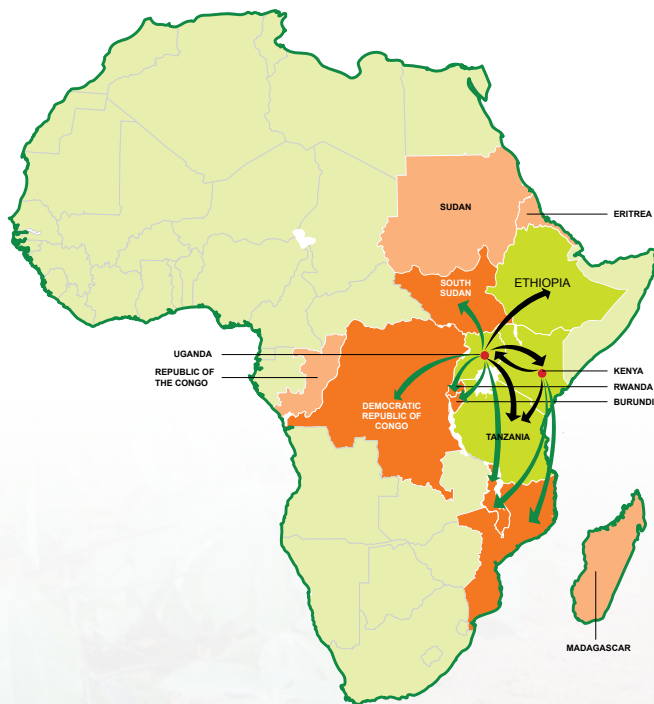 SUDAN
ERITREA
SOUTH
SUDAN
ETHIOPIA
UGANDA
REPUBLIC OF
THE CONGO
KENYA
RWANDA
BURUNDI
DEMOCRATIC
REPUBLIC OF
CONGO
TANZANIA
MADAGASCAR